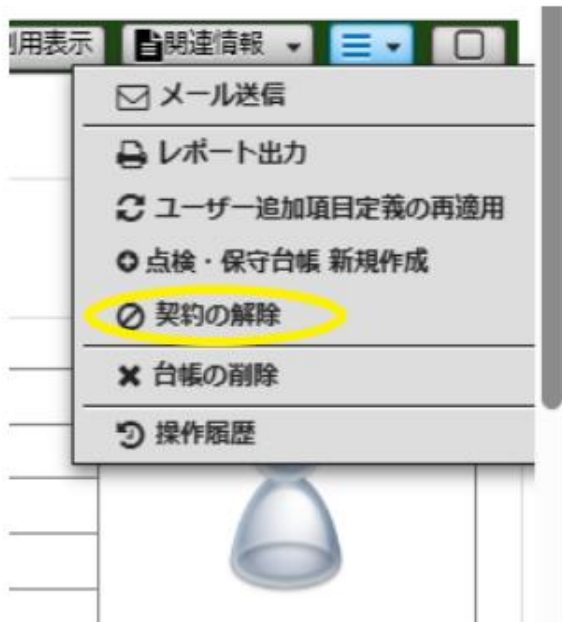 用表示
関連情報
メール送信
レポート出力
ユーザー追加項目定義の再適用
点検・保守台帳 新規作成
契約の解除
台帳の削除
操作履歴